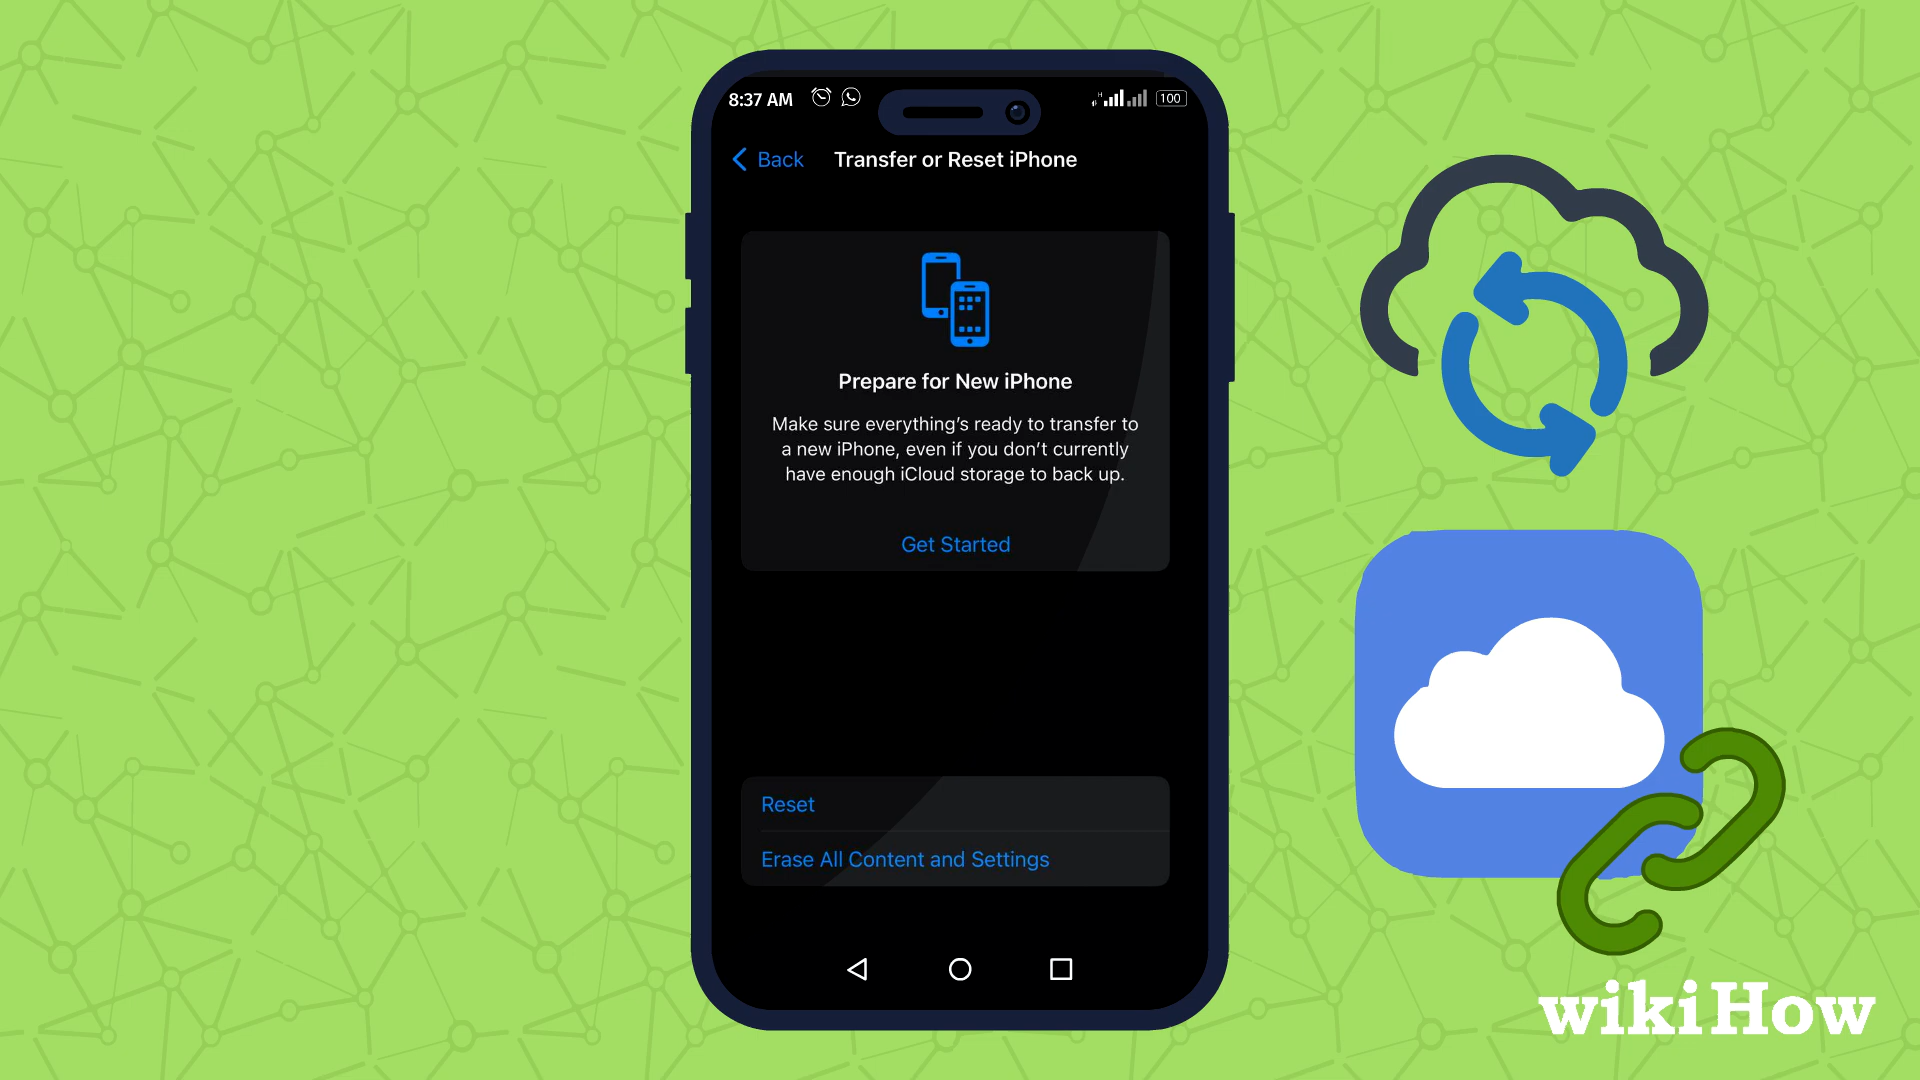 8:37 AM
H
100
Back
Transfer or Reset iPhone
Prepare for New iPhone
Make sure everything’s ready to transfer to
a new iPhone, even if you don’t currently
have enough iCloud storage to back up.
Get Started
Reset
Erase All Content and Settings
wikiHow